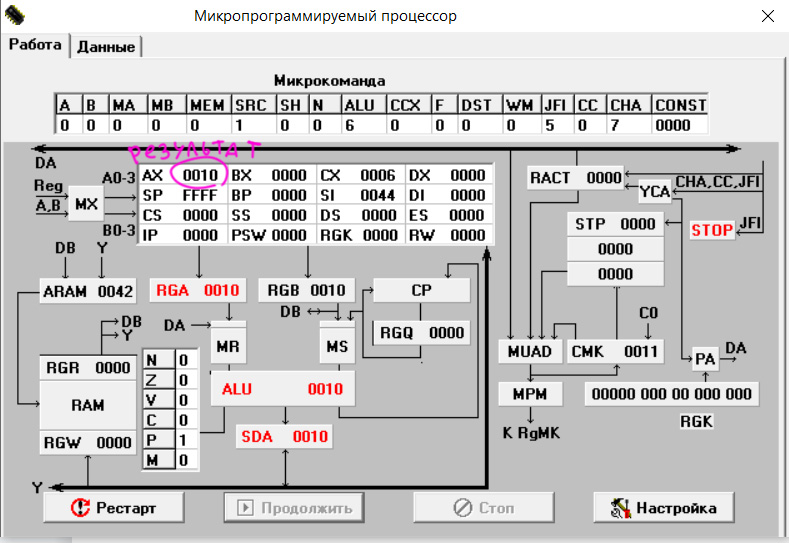 Микропрограммируемый процессор
Работа Данные
Микрокоманда
A B MA MB MEM SRC SH N ALU CCX F DST WM JFI CC CHA CONST
0 0 0 0 0 1 0 0 6 0 0 0 0 5 0 7 0000
результат
DA
Reg
A,B
MX
A0-3
B0-3
AX 0010 BX 0000 CX 0006 DX 0000
SP FFFF BP 0000 SI 0044 DI 0000
CS 0000 SS 0000 DS 0000 ES 0000
IP 0000 PSW 0000 RGK 0000 RW 0000
RACT 0000
YCA
CHA,CC,JFI
STP 0000
0000
0000
STOP
JFI
DB Y
ARAM 0042
RGA 0010
RGB 0010
CP
DB
DA
RGQ 0000
MR
MS
C0
MUAD
CMK 0011
PA
DA
DB
Y
RGR 0000
RAM
RGW 0000
N 0
Z 0
V 0
C 0
P 1
M 0
ALU 0010
SDA 0010
MPM
00000 000 00 000 000
RGK
K RgMK
Y
Рестарт
Продолжить
Стоп
Настройка